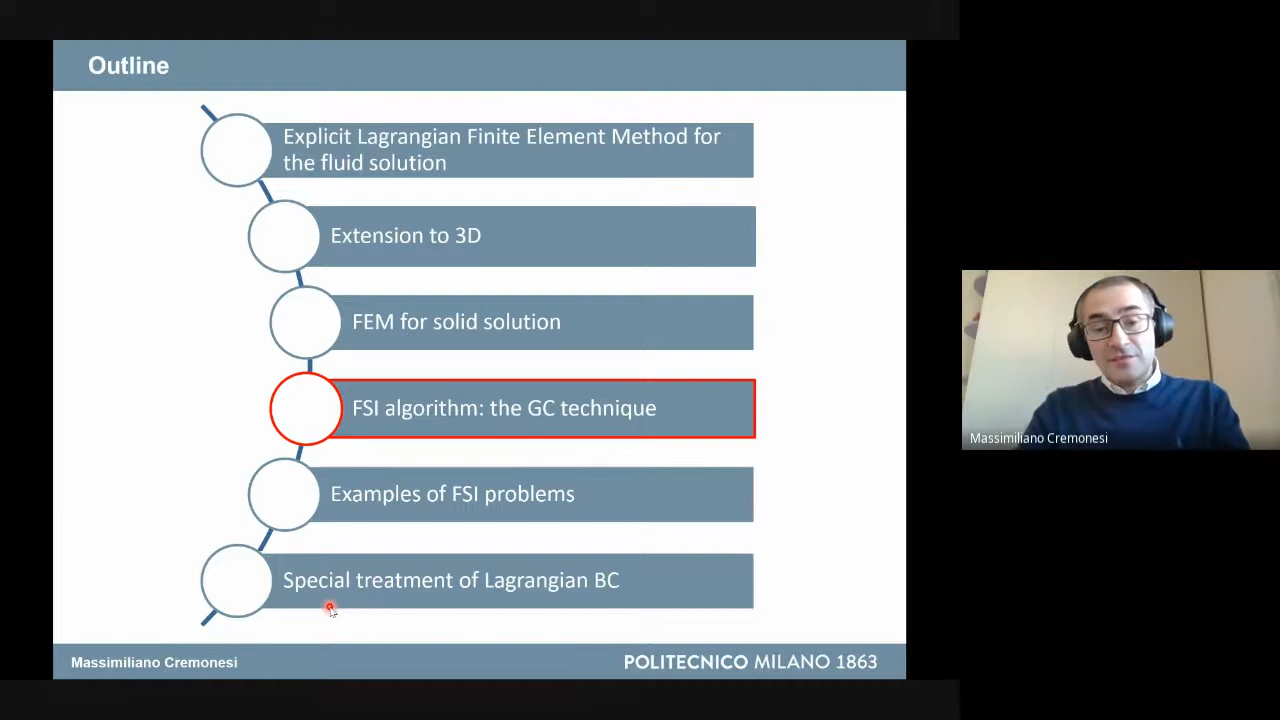 Outline
Explicit Lagrangian Finite Element Method for
the fluid solution
Extension to 3D
FEM for solid solution
FSI algorithm: the GC technique
Examples of FSI problems
Special treatment of Lagrangian BC
Massimiliano Cremonesi
POLITECNICO MILANO 1863
Massimiliano Cremonesi